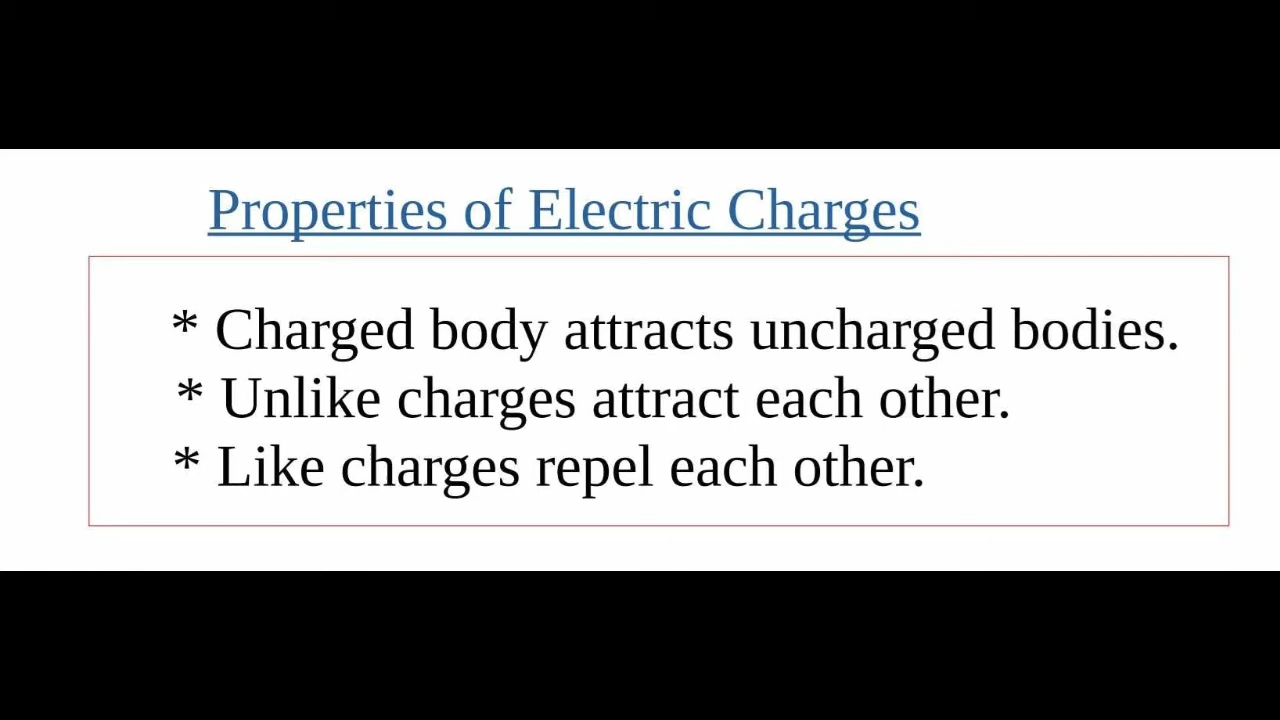 Properties of Electric Charges
* Charged body attracts uncharged bodies.
* Unlike charges attract each other.
* Like charges repel each other.